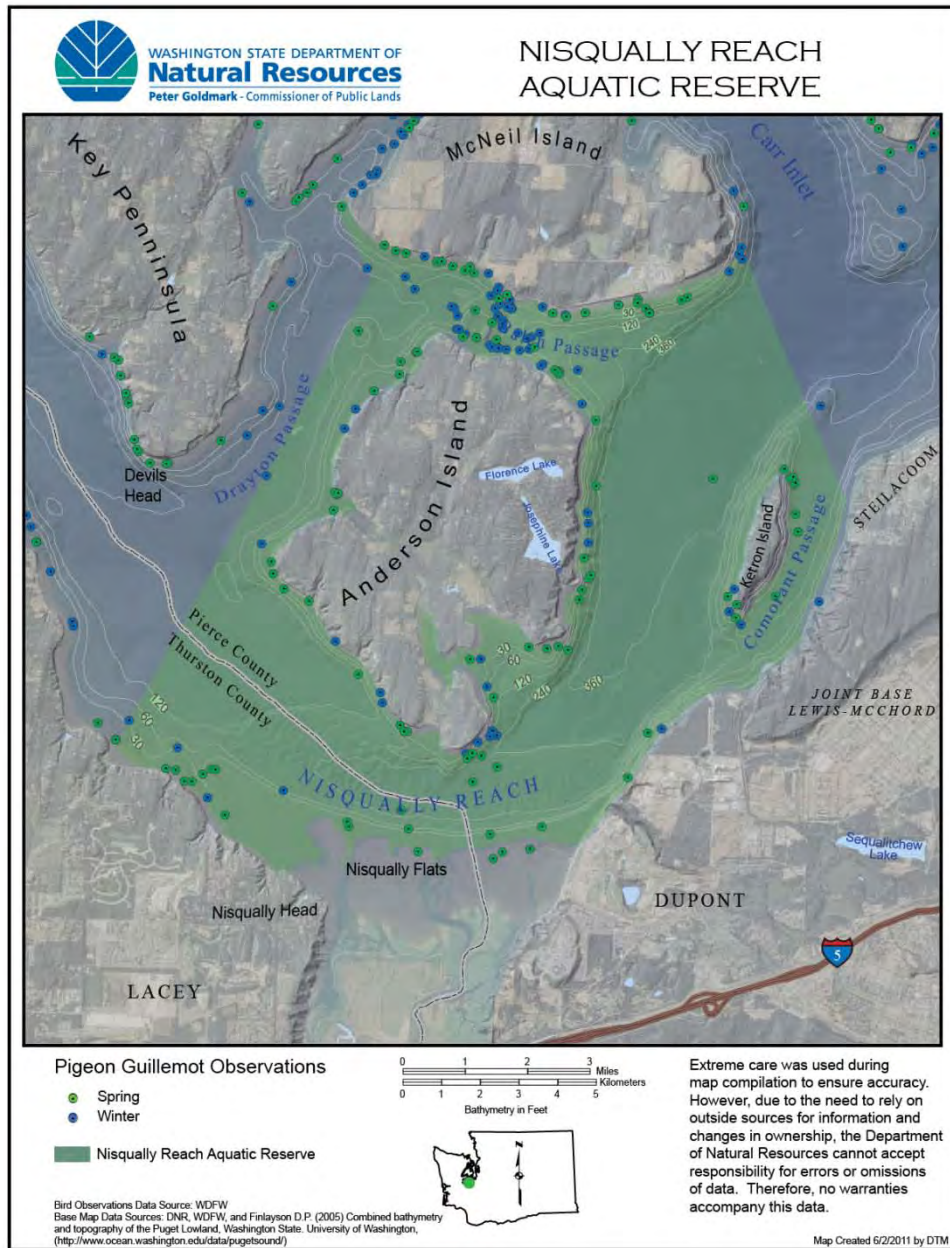 WASHINGTON STATE DEPARTMENT OF
Natural Resources
Peter Goldmark - Commissioner of Public Lands
NISQUALLY REACH
AQUATIC RESERVE
Key Penninsula
McNeil Island
Carr Inlet
30
120
240
360
Passage
Drayton Passage
Devils
Head
Anderson Island
Florence Lake
Josephine Lake
Ketron Island
Comorant Passage
STEILACOOM
Pierce County
Thurston County
30
60
120
240
360
120
60
30
JOINT BASE
LEWIS-MCCHORD
NISQUALLY REACH
Nisqually Flats
Sequalitchew
Lake
Nisqually Head
DUPONT
5
LACEY
Pigeon Guillemot Observations
Spring
Winter
Nisqually Reach Aquatic Reserve
0 1 2 3
Miles
Kilometers
0 1 2 3 4 5
Bathymetry in Feet
N
Extreme care was used during
map compilation to ensure accuracy.
However, due to the need to rely on
outside sources for information and
changes in ownership, the Department
of Natural Resources cannot accept
responsibility for errors or omissions
of data. Therefore, no warranties
accompany this data.
Bird Observations Data Source: WDFW
Base Map Data Sources: DNR, WDFW, and Finlayson D.P. (2005) Combined bathymetry
and topography of the Puget Lowland, Washington State. University of Washington,
(http://www.ocean.washington.edu/data/pugetsound/)
Map Created 6/2/2011 by DTM